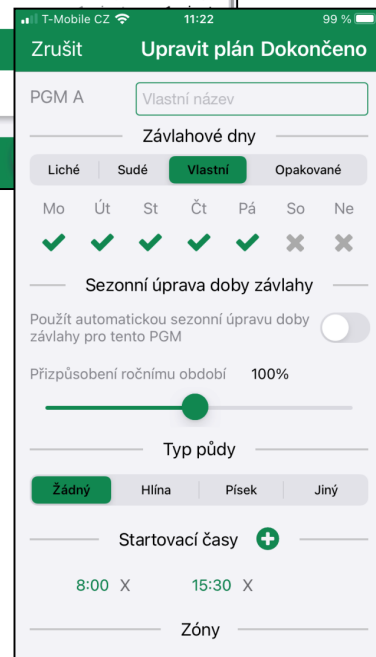 T-Mobile CZ 11:22 99 %
Zrušit Upravit plán Dokončeno
PGM A Vlastní název
Závlahové dny
Liché Sudé Vlastní Opakované
Mo Út St Čt Pá So Ne
Sezonní úprava doby závlahy
Použít automatickou sezonní úpravu doby
závlahy pro tento PGM
Přizpůsobení ročnímu období 100%
Typ půdy
Žádný Hlína Písek Jiný
Startovací časy
8:00 X 15:30 X
Zóny